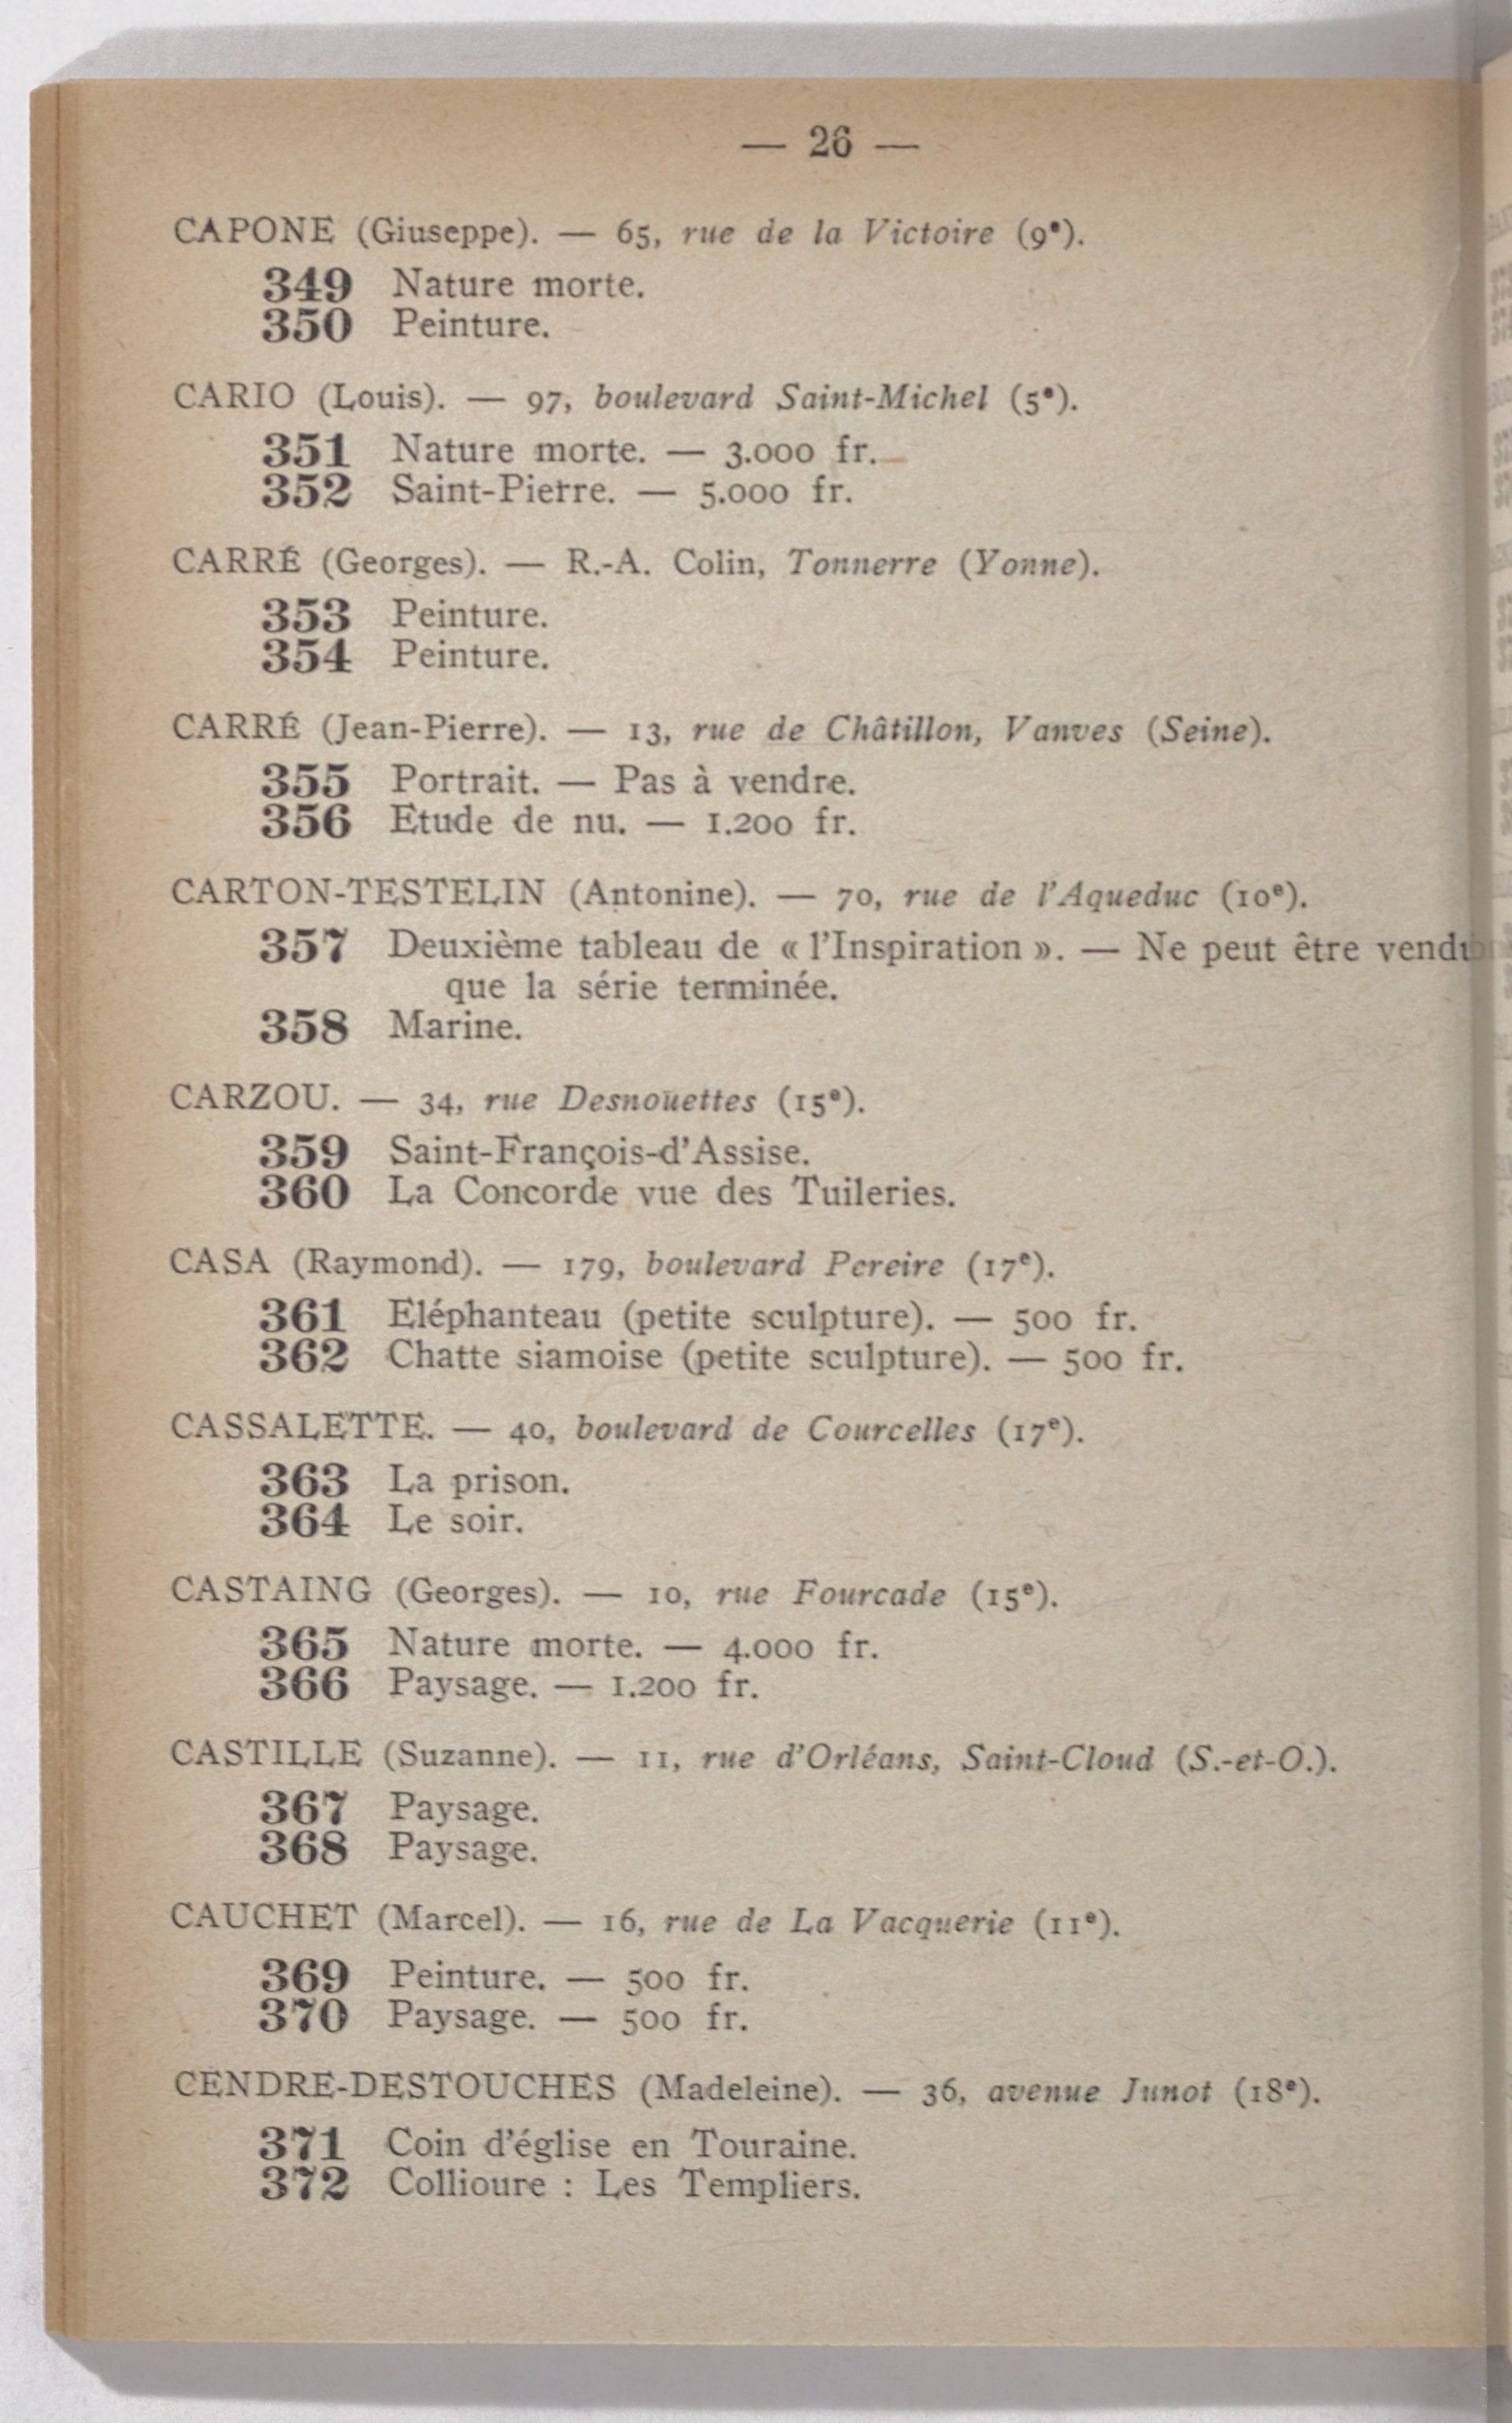 — 26 —
CAPONE (Giuseppe). — 65, rue de la Victoire (9e).
349 Nature morte.
350 Peinture.
CARIO (Louis). — 97, boulevard Saint-Michel (5e).
351 Nature morte. — 3.000 fr.
352 Saint-Pierre. — 5.000 fr.
CARRÉ (Georges). — R.-A. Colin, Tonnerre (Yonne).
353 Peinture.
354 Peinture.
CARRÉ (Jean-Pierre). — 13, rue de Châtillon, Vanves (Seine).
355 Portrait. — Pas à vendre.
356 Etude de nu. — 1.200 fr.
CARTON-TESTELIN (Antonine). — 70, rue de l'Aqueduc (10e).
357 Deuxième tableau de « l'Inspiration ». — Ne peut être vendu
que la série terminée.
358 Marine.
CARZOU. — 34, rue Desnouettes (15e).
359 Saint-François-d'Assise.
360 La Concorde vue des Tuileries.
CASA (Raymond). — 179, boulevard Pereire (17e).
361 Eléphanteau (petite sculpture). — 500 fr.
362 Chatte siamoise (petite sculpture). — 500 fr.
CASSALETTE. — 40, boulevard de Courcelles (17e).
363 La prison.
364 Le soir.
CASTAING (Georges). — 10, rue Fourcade (15e).
365 Nature morte. — 4.000 fr.
366 Paysage. — 1.200 fr.
CASTILLE (Suzanne). — 11, rue d'Orléans, Saint-Cloud (S.-et-O.).
367 Paysage.
368 Paysage.
CAUCHET (Marcel). — 16, rue de La Vacquerie (11e).
369 Peinture. — 500 fr.
370 Paysage. — 500 fr.
CENDRE-DESTOUCHES (Madeleine). — 36, avenue Junot (18e).
371 Coin d'église en Touraine.
372 Collioure : Les Templiers.